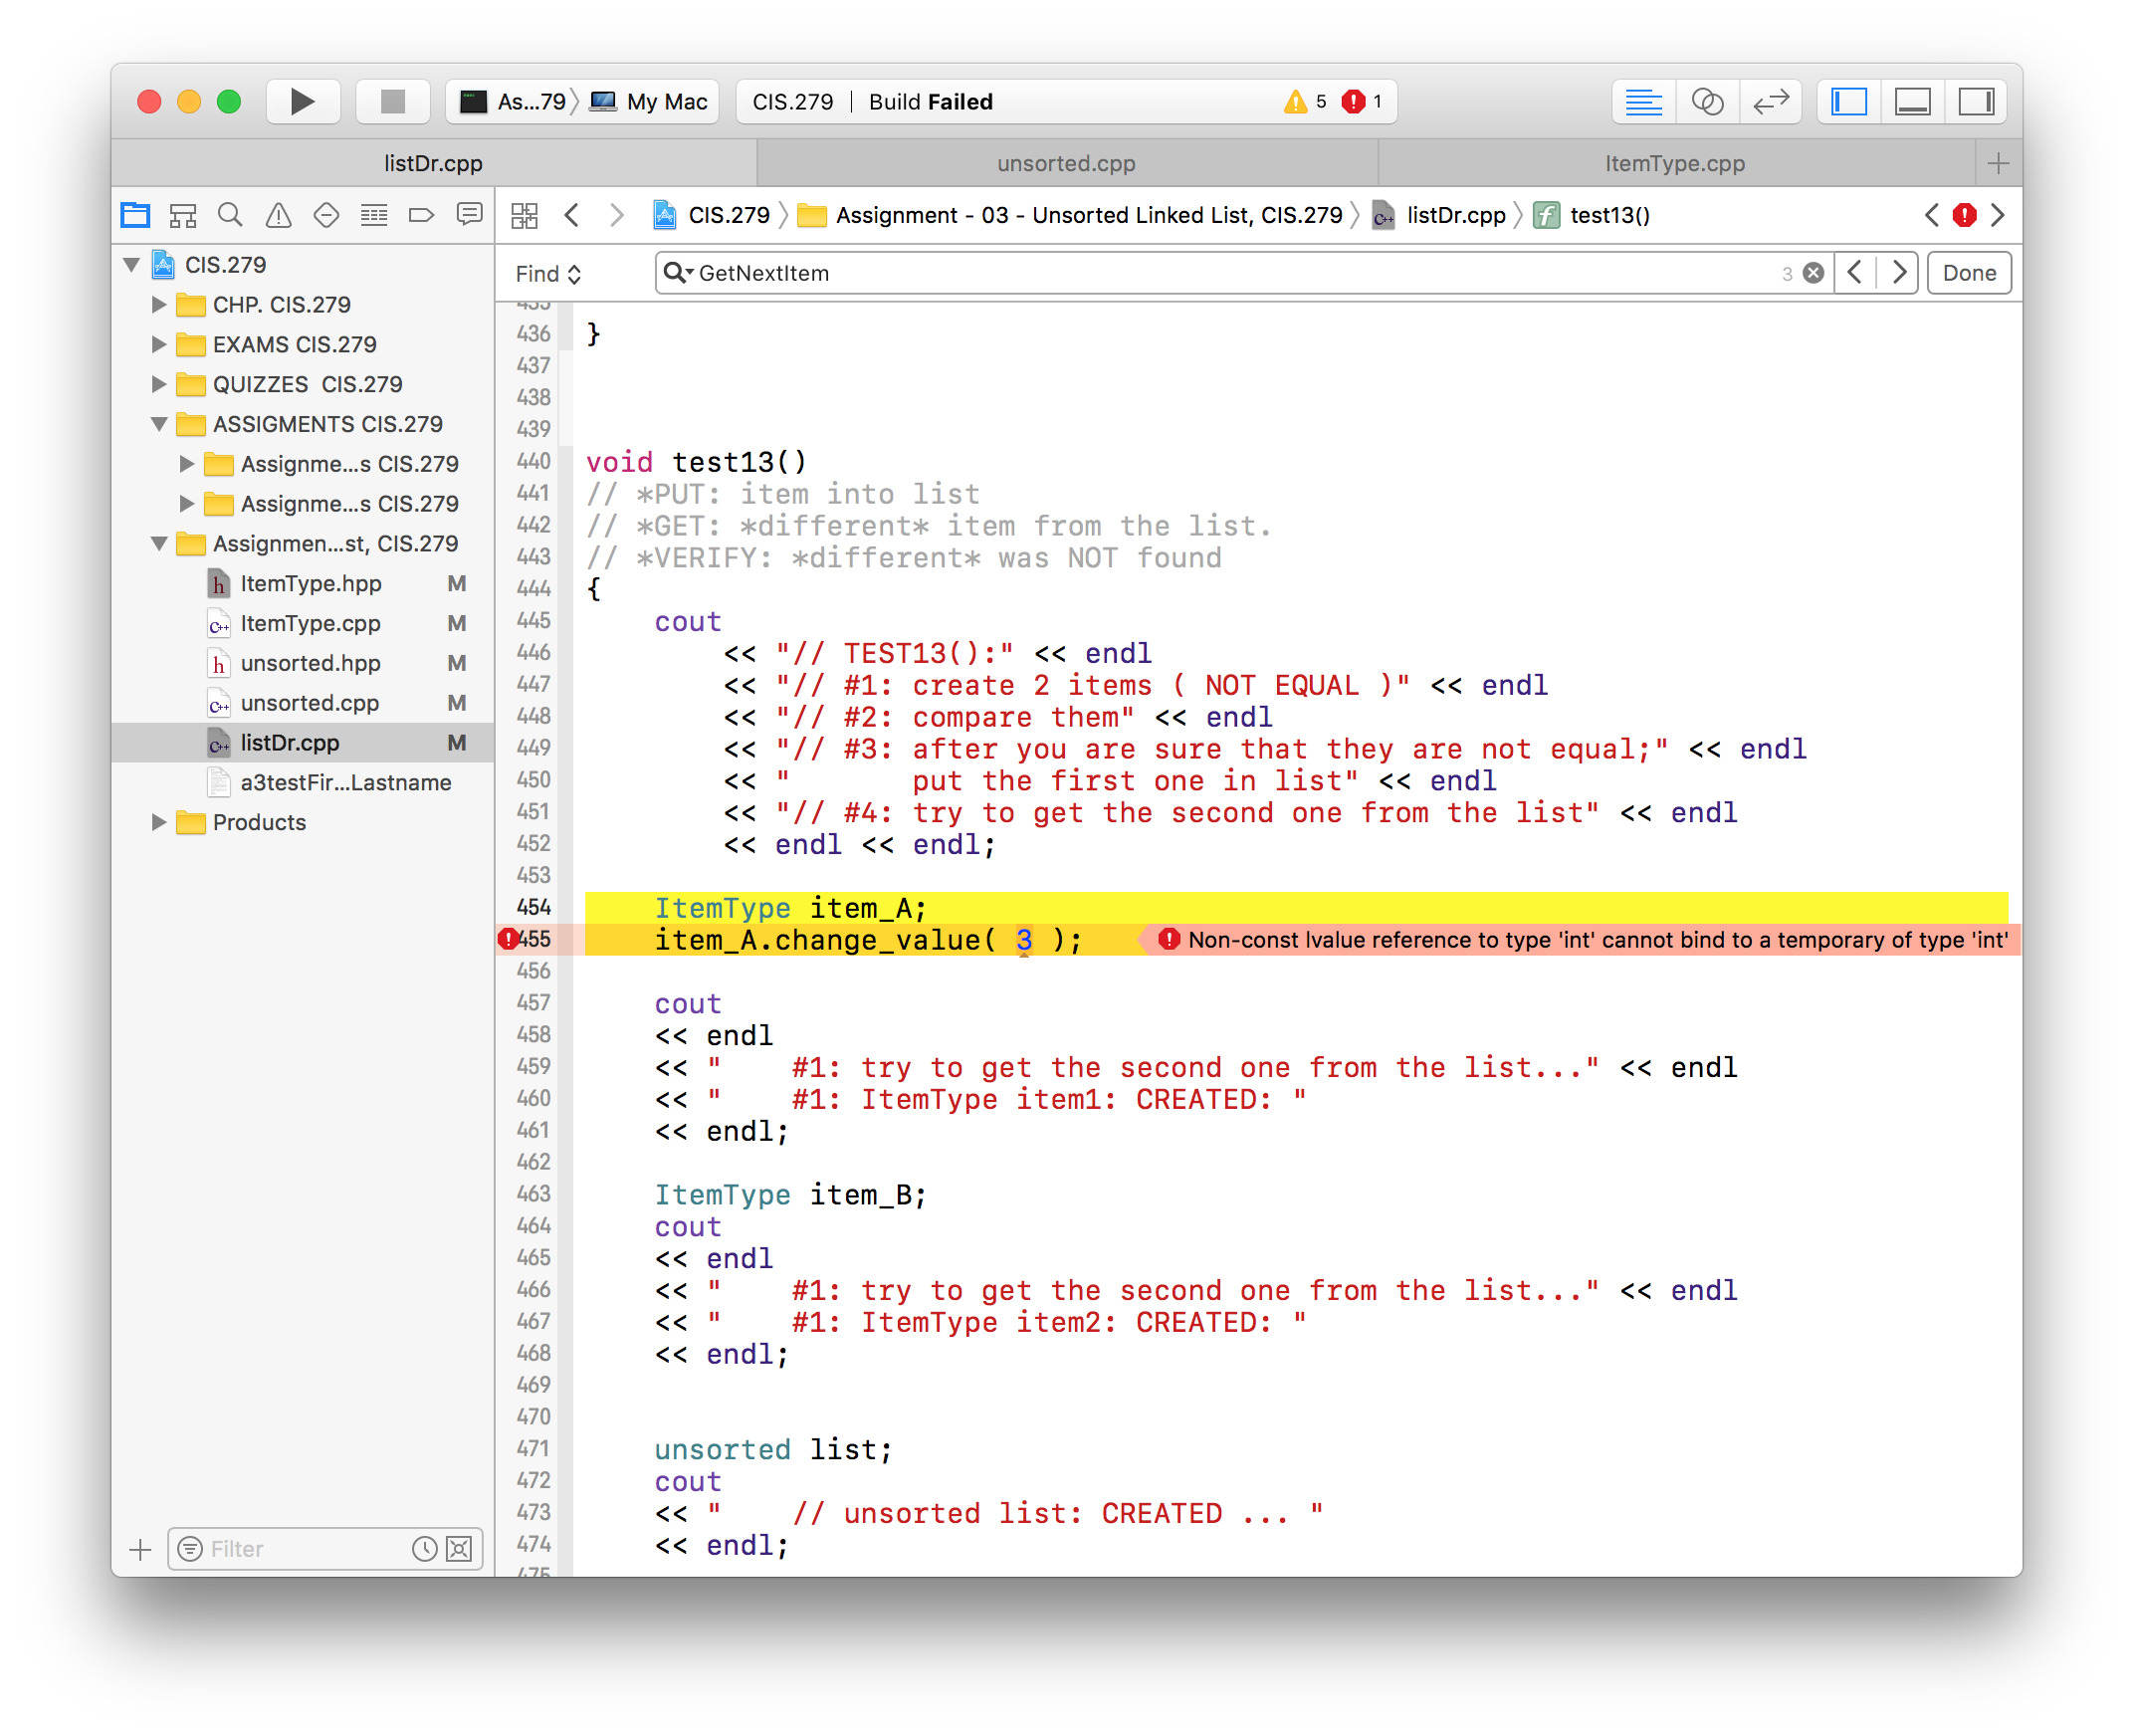 As...79 My Mac CIS.279 Build Failed 5 1
listDr.cpp unsorted.cpp ItemType.cpp
CIS.279 Assignment - 03 - Unsorted Linked List, CIS.279 listDr.cpp f test13()
Find GetNextItem 3 Done
CIS.279
CHP. CIS.279
EXAMS CIS.279
QUIZZES CIS.279
ASSIGMENTS CIS.279
Assignme...s CIS.279
Assignme...s CIS.279
Assignmen...st, CIS.279
h ItemType.hpp M
C++ ItemType.cpp M
h unsorted.hpp M
C++ unsorted.cpp M
C++ listDr.cpp M
a3testFir...Lastname
Products
Filter
435
436 }
437
438
439
440 void test13()
441 // *PUT: item into list
442 // *GET: *different* item from the list.
443 // *VERIFY: *different* was NOT found
444 {
445 cout
446 << "// TEST13():" << endl
447 << "// #1: create 2 items ( NOT EQUAL )" << endl
448 << "// #2: compare them" << endl
449 << "// #3: after you are sure that they are not equal;" << endl
450 << "       put the first one in list" << endl
451 << "// #4: try to get the second one from the list" << endl
452 << endl << endl;
453
454 ItemType item_A;
455 item_A.change_value( 3 ); Non-const lvalue reference to type 'int' cannot bind to a temporary of type 'int'
456
457 cout
458 << endl
459 << "    #1: try to get the second one from the list..." << endl
460 << "    #1: ItemType item1: CREATED: "
461 << endl;
462
463 ItemType item_B;
464 cout
465 << endl
466 << "    #1: try to get the second one from the list..." << endl
467 << "    #1: ItemType item2: CREATED: "
468 << endl;
469
470
471 unsorted list;
472 cout
473 << "    // unsorted list: CREATED ... "
474 << endl;
475